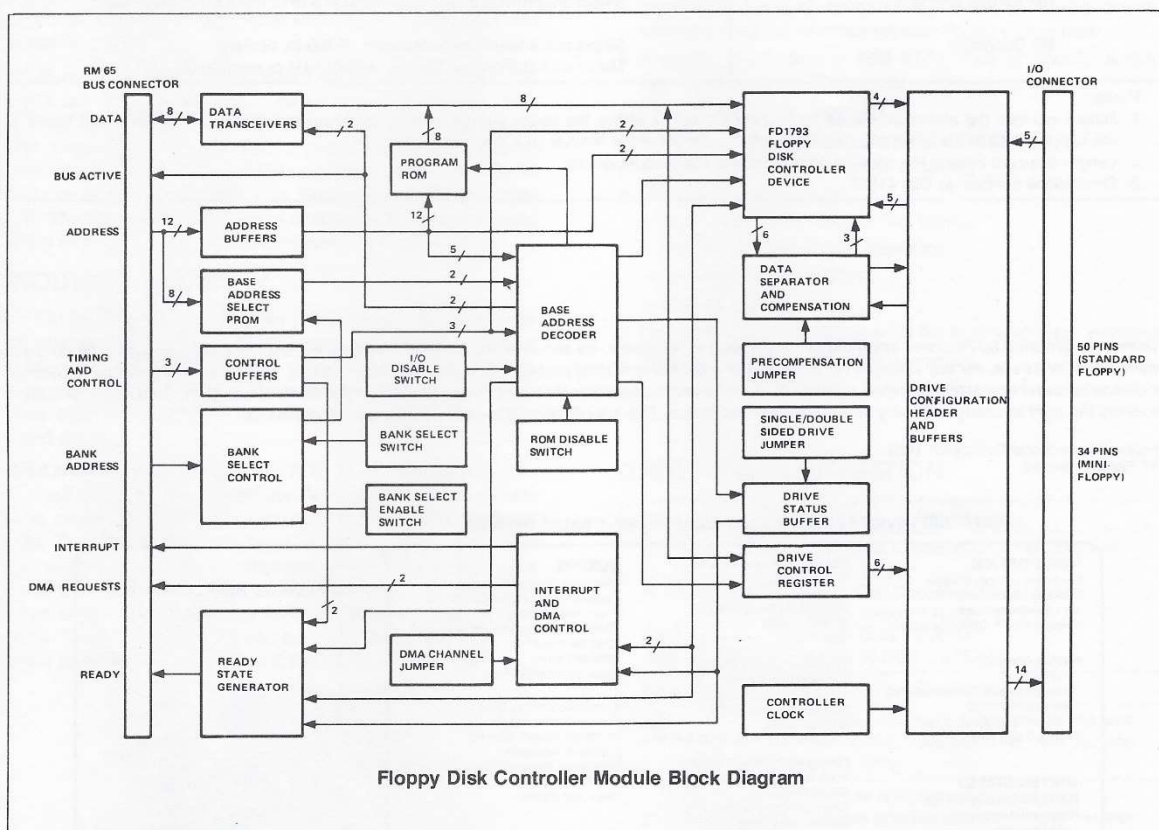 RM 65
BUS CONNECTOR
I/O
CONNECTOR
DATA
8
DATA
TRANSCEIVERS
2
8
8
PROGRAM
ROM
2
2
FD1793
FLOPPY
DISK
CONTROLLER
DEVICE
4
5
5
BUS ACTIVE
ADDRESS
12
ADDRESS
BUFFERS
12
5
6
3
8
BASE
ADDRESS
SELECT
PROM
2
2
3
BASE
ADDRESS
DECODER
DATA
SEPARATOR
AND
COMPENSATION
TIMING
AND
CONTROL
3
CONTROL
BUFFERS
I/O
DISABLE
SWITCH
PRECOMPENSATION
JUMPER
DRIVE
CONFIGURATION
HEADER
AND
BUFFERS
50 PINS
(STANDARD
FLOPPY)
BANK
ADDRESS
BANK
SELECT
CONTROL
BANK SELECT
SWITCH
ROM DISABLE
SWITCH
SINGLE/DOUBLE
SIDED DRIVE
JUMPER
34 PINS
(MINI-
FLOPPY)
BANK SELECT
ENABLE
SWITCH
DRIVE
STATUS
BUFFER
INTERRUPT
DMA REQUESTS
2
INTERRUPT
AND
DMA
CONTROL
DRIVE
CONTROL
REGISTER
6
2
READY
READY
STATE
GENERATOR
DMA CHANNEL
JUMPER
2
CONTROLLER
CLOCK
14
Floppy Disk Controller Module Block Diagram